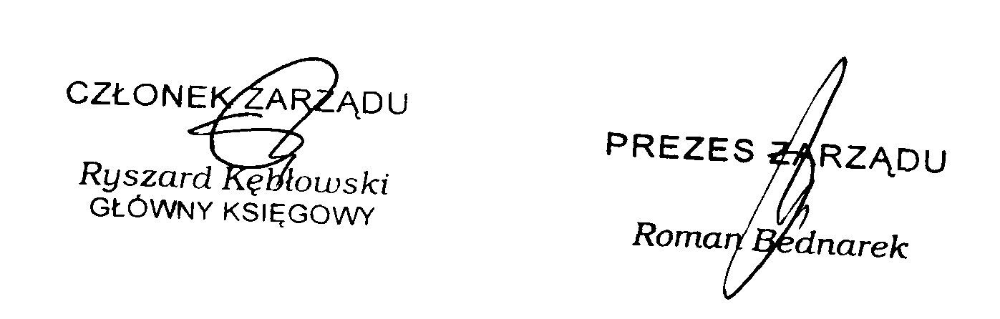 CZŁONEK ZARZĄDU
Ryszard Kębłowski
GŁÓWNY KSIĘGOWY
PREZES ZARZĄDU
Roman Bednarek